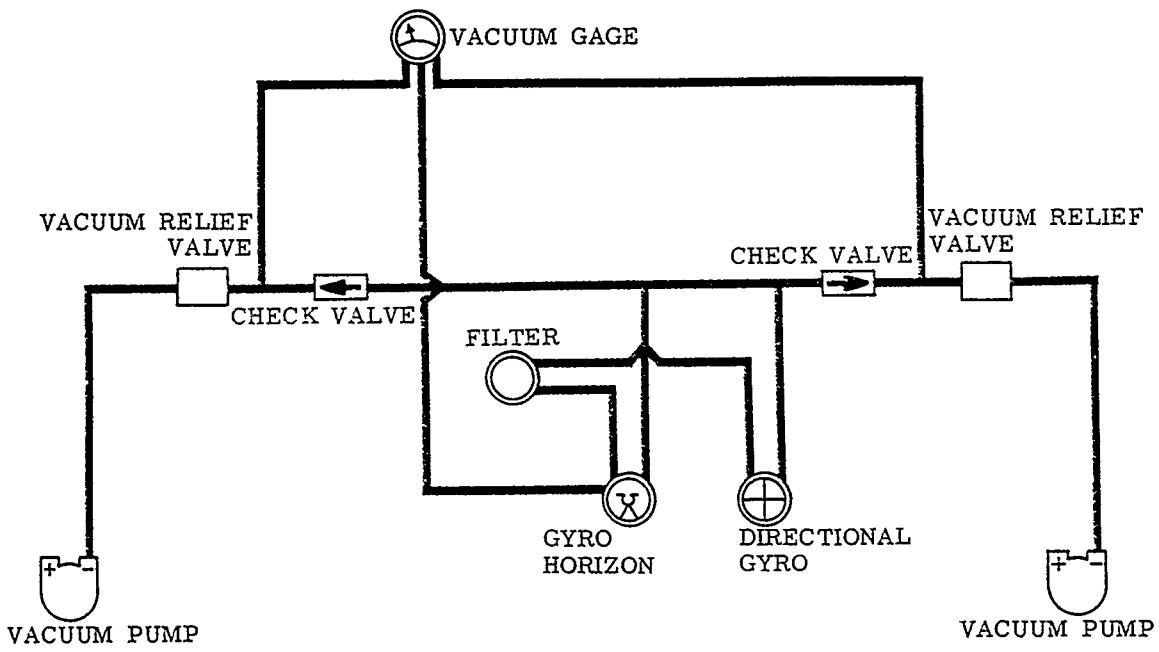 VACUUM GAGE
VACUUM RELIEF
VALVE
VACUUM RELIEF
VALVE
CHECK VALVE
CHECK VALVE
FILTER
GYRO
HORIZON
DIRECTIONAL
GYRO
+ -
VACUUM PUMP
+ -
VACUUM PUMP